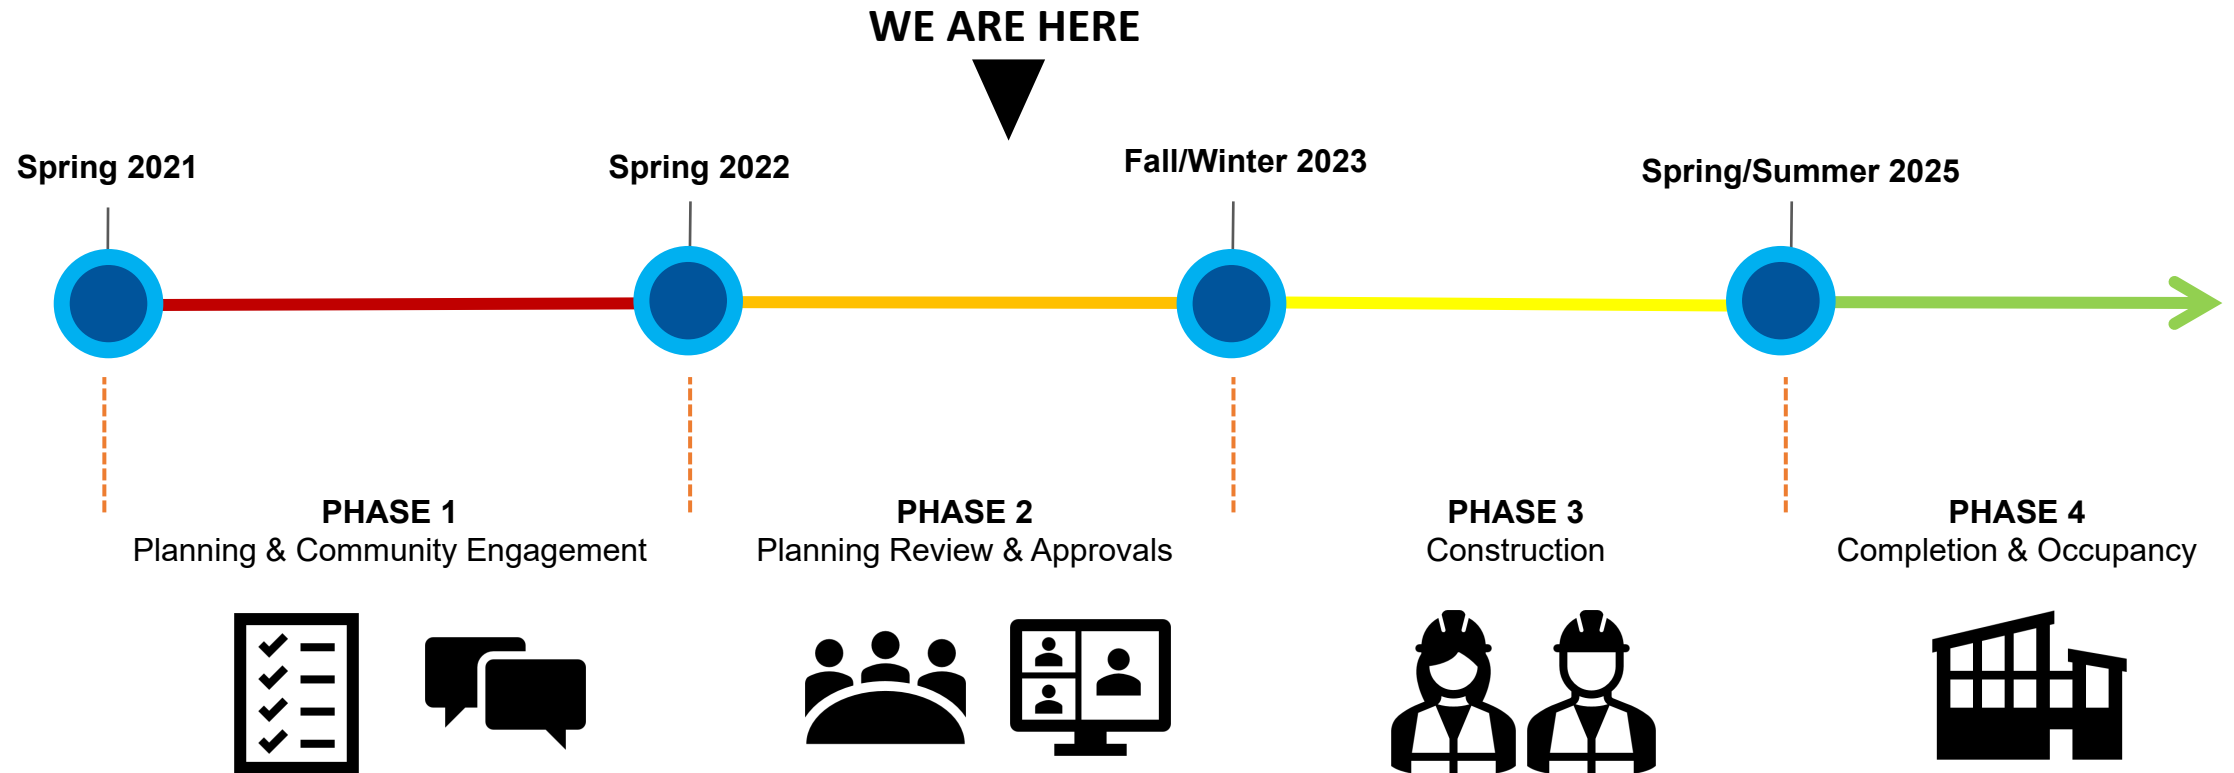 WE ARE HERE
Spring 2021
Spring 2022
Fall/Winter 2023
Spring/Summer 2025
PHASE 1
Planning & Community Engagement
PHASE 2
Planning Review & Approvals
PHASE 3
Construction
PHASE 4
Completion & Occupancy